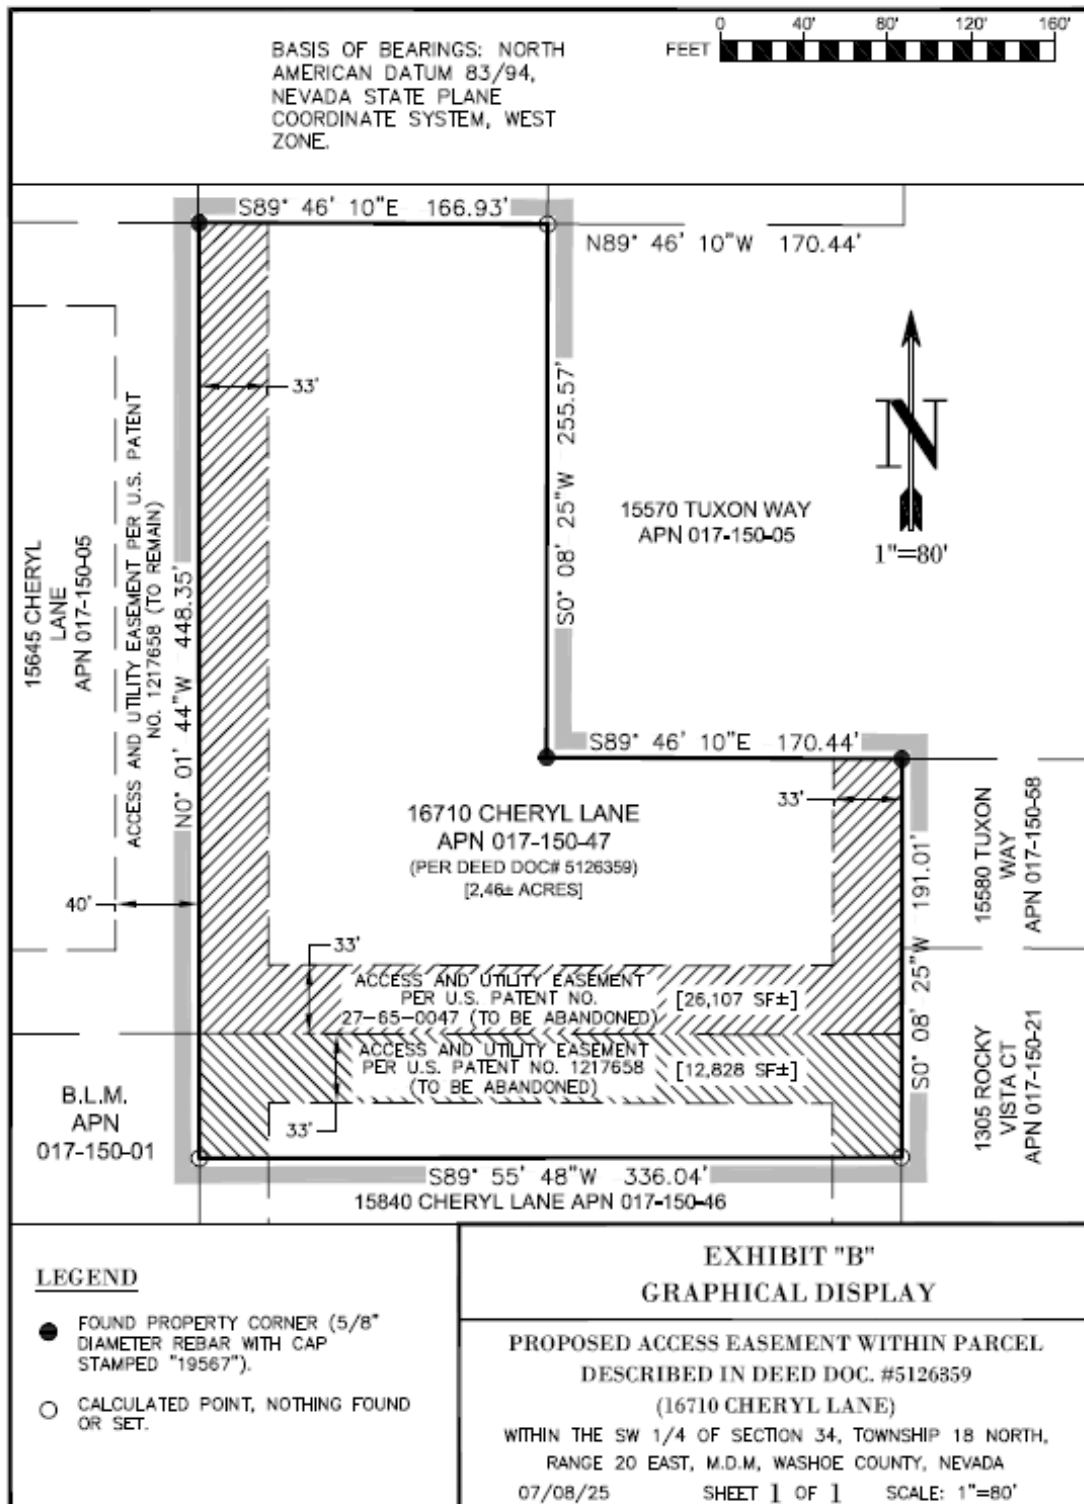 BASIS OF BEARINGS: NORTH
AMERICAN DATUM 83/94,
NEVADA STATE PLANE
COORDINATE SYSTEM, WEST
ZONE.
FEET
0 40' 80' 120' 160'
S89° 46' 10"E 166.93'
N89° 46' 10"W 170.44'
33'
S0° 08' 25"W 255.57'
N
1"=80'
15570 TUXON WAY
APN 017-150-05
15645 CHERYL
LANE
APN 017-150-05
ACCESS AND UTILITY EASEMENT PER U.S. PATENT
NO. 1217658 (TO REMAIN)
N0° 01' 44"W 448.35'
40'
S89° 46' 10"E 170.44'
33'
16710 CHERYL LANE
APN 017-150-47
(PER DEED DOC# 5126359)
[2.46± ACRES]
15580 TUXON
WAY
APN 017-150-58
S0° 08' 25"W 191.01'
33'
ACCESS AND UTILITY EASEMENT
PER U.S. PATENT NO.
27-65-0047 (TO BE ABANDONED)
[26,107 SF±]
ACCESS AND UTILITY EASEMENT
PER U.S. PATENT NO. 1217658
(TO BE ABANDONED)
[12,828 SF±]
33'
B.L.M.
APN
017-150-01
1305 ROCKY
VISTA CT
APN 017-150-21
S89° 55' 48"W 336.04'
15840 CHERYL LANE APN 017-150-46
LEGEND
FOUND PROPERTY CORNER (5/8"
DIAMETER REBAR WITH CAP
STAMPED "19567").
CALCULATED POINT, NOTHING FOUND
OR SET.
EXHIBIT "B"
GRAPHICAL DISPLAY
PROPOSED ACCESS EASEMENT WITHIN PARCEL
DESCRIBED IN DEED DOC. #5126359
(16710 CHERYL LANE)
WITHIN THE SW 1/4 OF SECTION 34, TOWNSHIP 18 NORTH,
RANGE 20 EAST, M.D.M, WASHOE COUNTY, NEVADA
07/08/25 SHEET 1 OF 1 SCALE: 1"=80'